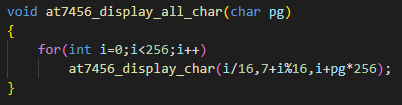 void at7456_display_all_char(char pg)
{
for(int i=0;i<256;i++)
at7456_display_char(i/16,7+i%16,i+pg*256);
}